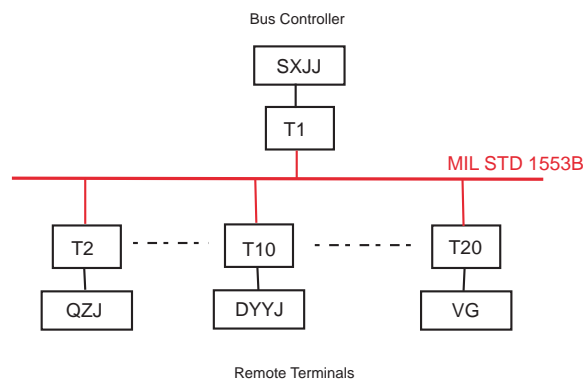 Bus Controller
SXJJ
T1
MIL STD 1553B
T2
T10
T20
QZJ
DYYJ
VG
Remote Terminals